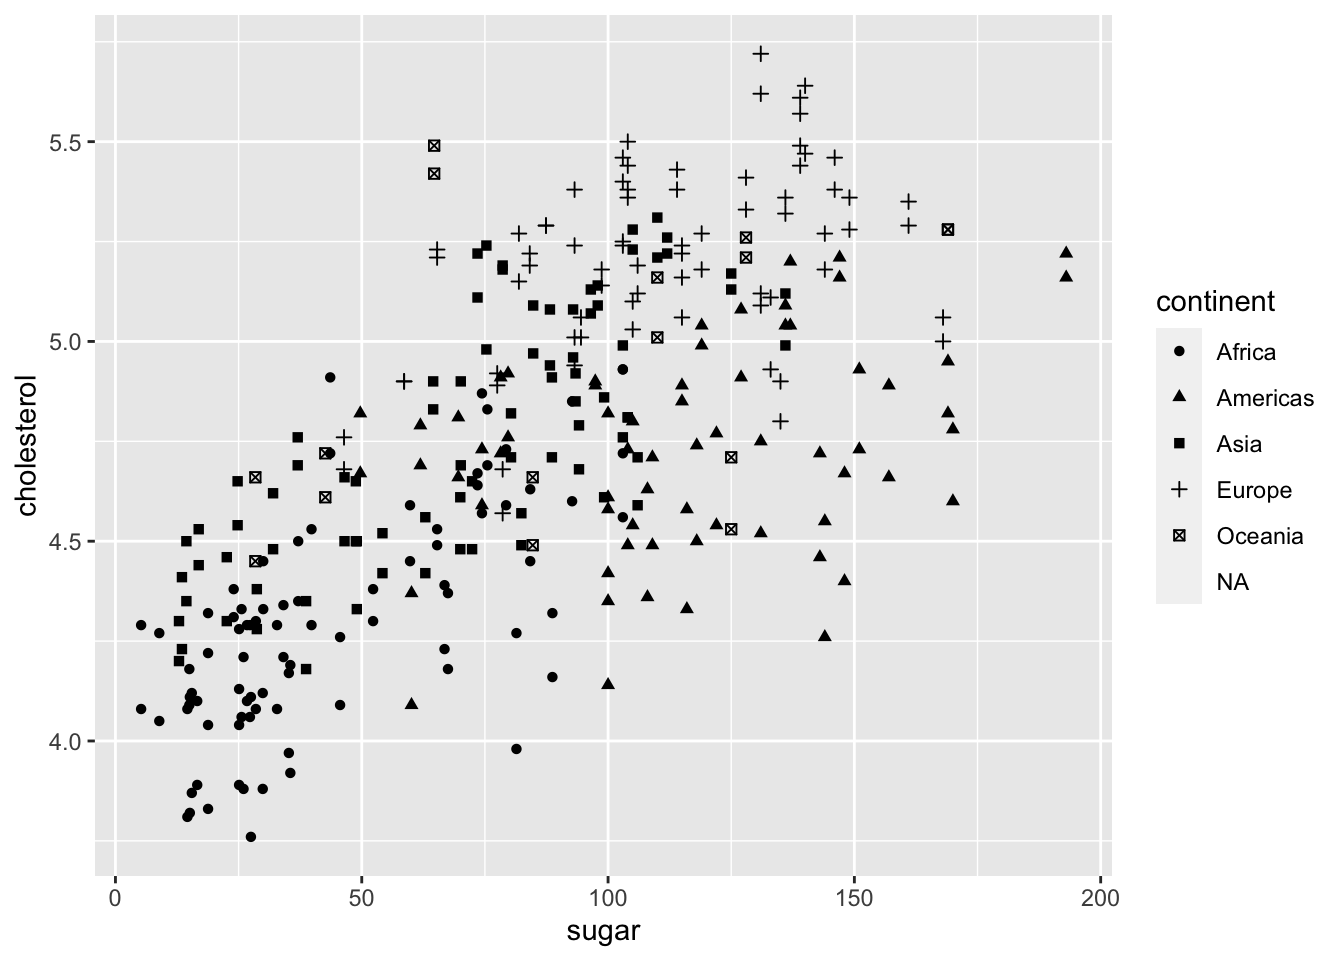 5.5
5.0
4.5
4.0
cholesterol
0
50
100
150
200
sugar
continent
Africa
Americas
Asia
Europe
Oceania
NA